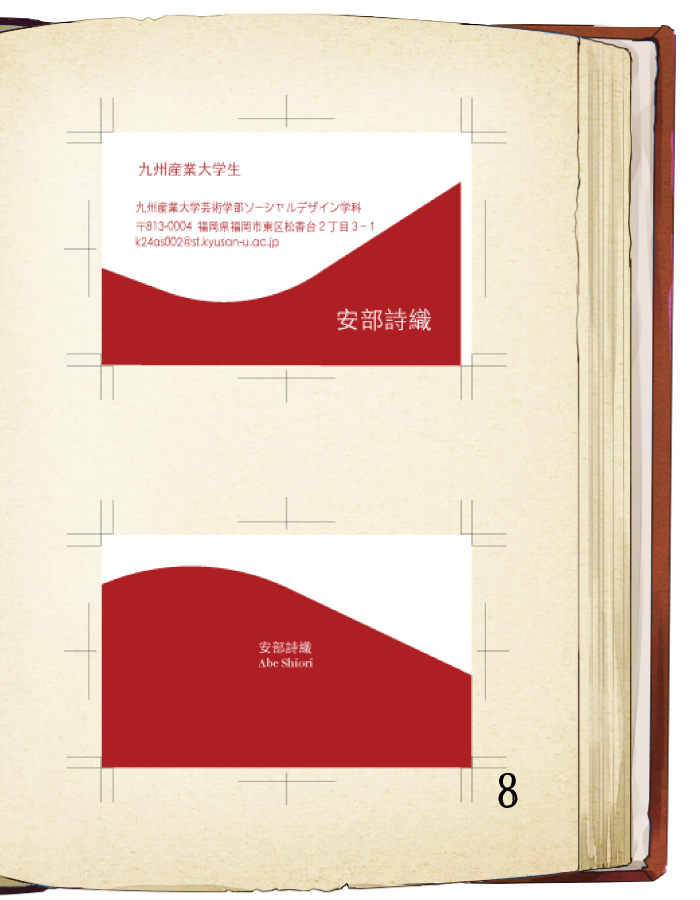 九州産業大学生
九州産業大学芸術学部ソーシャルデザイン学科
〒813-0004 福岡県福岡市東区松香台２丁目３−１
k24as002@st.kyusan-u.ac.jp
安部詩織
安部詩織
Abe Shiori
8